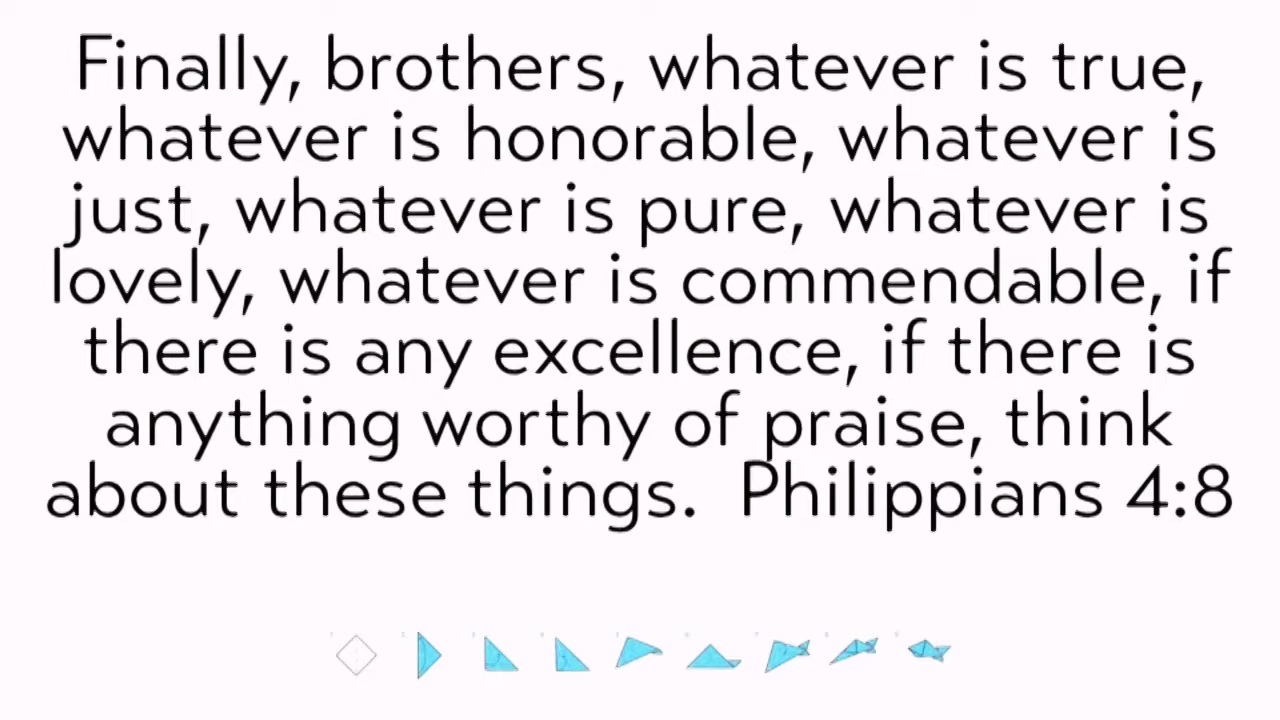 Finally, brothers, whatever is true,
whatever is honorable, whatever is
just, whatever is pure, whatever is
lovely, whatever is commendable, if
there is any excellence, if there is
anything worthy of praise, think
about these things.  Philippians 4:8